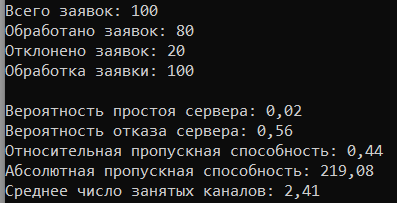 Всего заявок: 100
Обработано заявок: 80
Отклонено заявок: 20
Обработка заявки: 100
Вероятность простоя сервера: 0,02
Вероятность отказа сервера: 0,56
Относительная пропускная способность: 0,44
Абсолютная пропускная способность: 219,08
Среднее число занятых каналов: 2,41